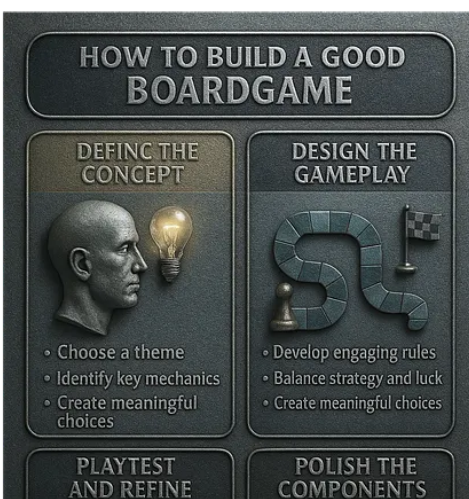 HOW TO BUILD A GOOD
BOARDGAME
DEFINC THE
CONCEPT
• Choose a theme
• Identify key mechanics
• Create meaningful
choices
DESIGN THE
GAMEPLAY
• Develop engaging rules
• Balance strategy and luck
• Create meaningful choices
PLAYTEST
AND REFINE
POLISH THE
COMPONENTS